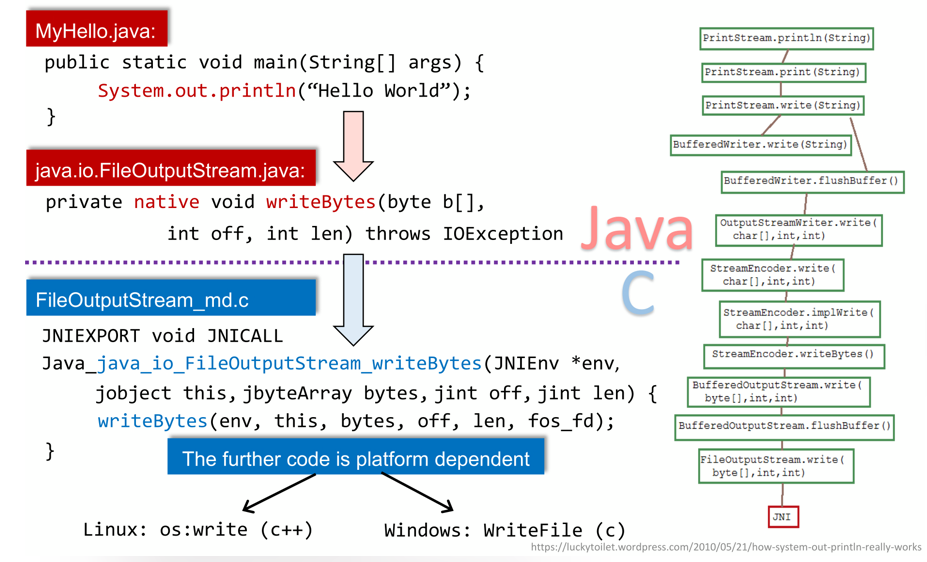 MyHello.java:
public static void main(String[] args) {
System.out.println(“Hello World”);
}
java.io.FileOutputStream.java:
private native void writeBytes(byte b[],
int off, int len) throws IOException
Java
C
FileOutputStream_md.c
JNIEXPORT void JNICALL
Java_java_io_FileOutputStream_writeBytes(JNIEnv *env,
jobject this, jbyteArray bytes, jint off, jint len) {
writeBytes(env, this, bytes, off, len, fos_fd);
}
The further code is platform dependent
Linux: os:write (c++)
Windows: WriteFile (c)
PrintStream.println(String)
PrintStream.print(String)
PrintStream.write(String)
BufferedWriter.write(String)
BufferedWriter.flushBuffer()
OutputStreamWriter.write(
char[],int,int)
StreamEncoder.write(
char[],int,int)
StreamEncoder.implWrite(
char[],int,int)
StreamEncoder.writeBytes()
BufferedOutputStream.write(
byte[],int,int)
BufferedOutputStream.flushBuffer()
FileOutputStream.write(
byte[],int,int)
JNI
https://luckytoilet.wordpress.com/2010/05/21/how-system-out-println-really-works